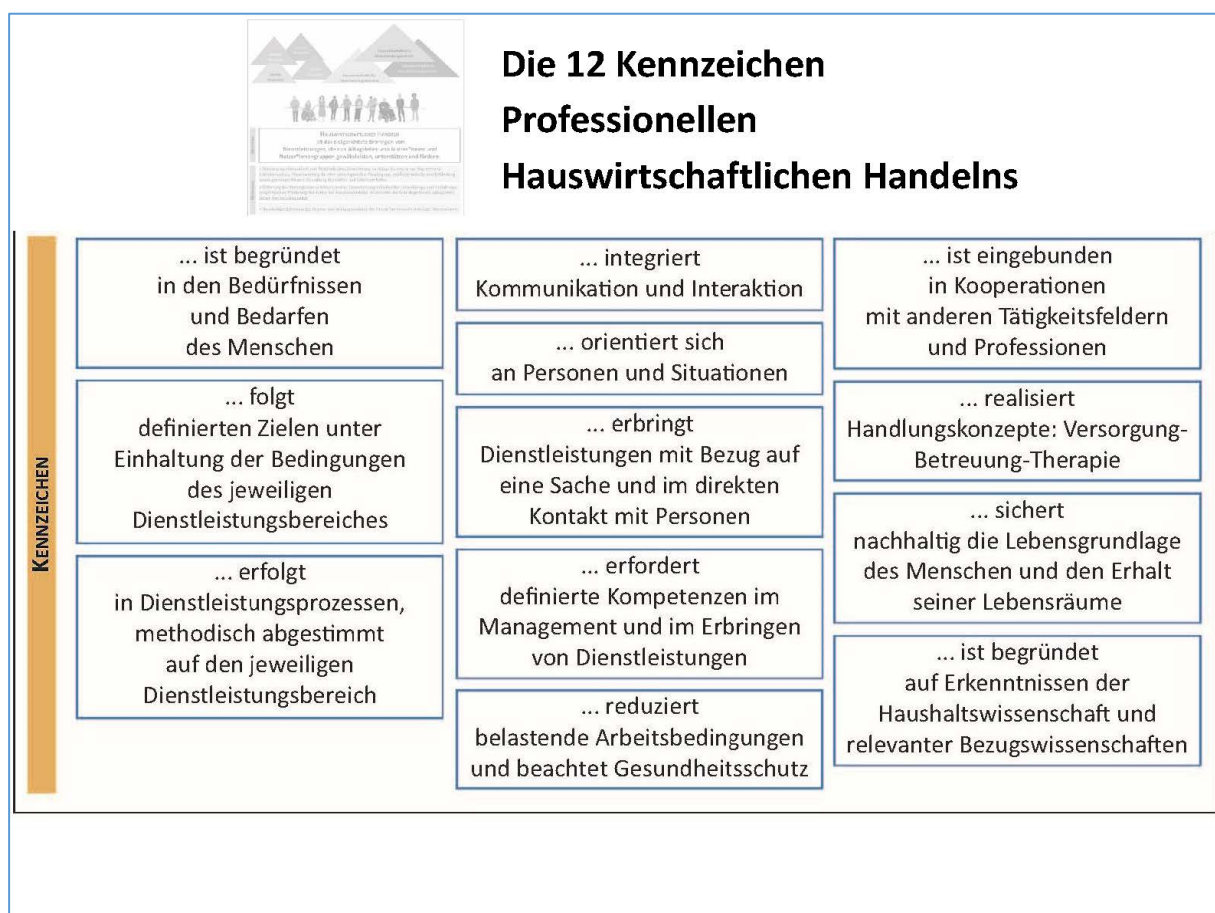 Die 12 Kennzeichen
Professionellen
Hauswirtschaftlichen Handelns
KENNZEICHEN
... ist begründet
in den Bedürfnissen
und Bedarfen
des Menschen
... folgt
definierten Zielen unter
Einhaltung der Bedingungen
des jeweiligen
Dienstleistungsbereiches
... erfolgt
in Dienstleistungsprozessen,
methodisch abgestimmt
auf den jeweiligen
Dienstleistungsbereich
... integriert
Kommunikation und Interaktion
... orientiert sich
an Personen und Situationen
... erbringt
Dienstleistungen mit Bezug auf
eine Sache und im direkten
Kontakt mit Personen
... erfordert
definierte Kompetenzen im
Management und im Erbringen
von Dienstleistungen
... reduziert
belastende Arbeitsbedingungen
und beachtet Gesundheitsschutz
... ist eingebunden
in Kooperationen
mit anderen Tätigkeitsfeldern
und Professionen
... realisiert
Handlungskonzepte: Versorgung-
Betreuung-Therapie
... sichert
nachhaltig die Lebensgrundlage
des Menschen und den Erhalt
seiner Lebensräume
... ist begründet
auf Erkenntnissen der
Haushaltswissenschaft und
relevanter Bezugswissenschaften